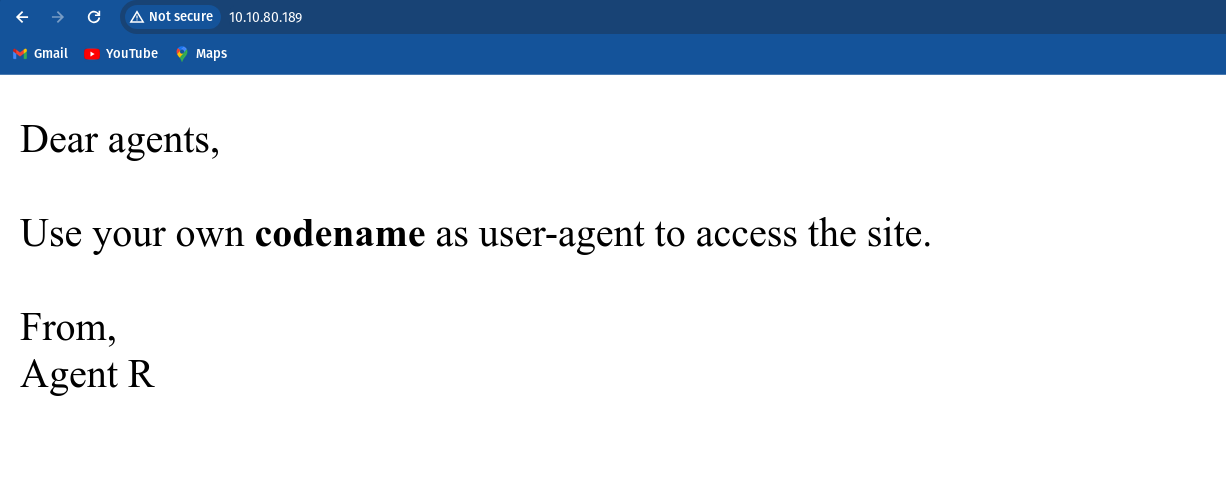 Not secure 10.10.80.189
Gmail YouTube Maps
Dear agents,
Use your own codename as user-agent to access the site.
From,
Agent R